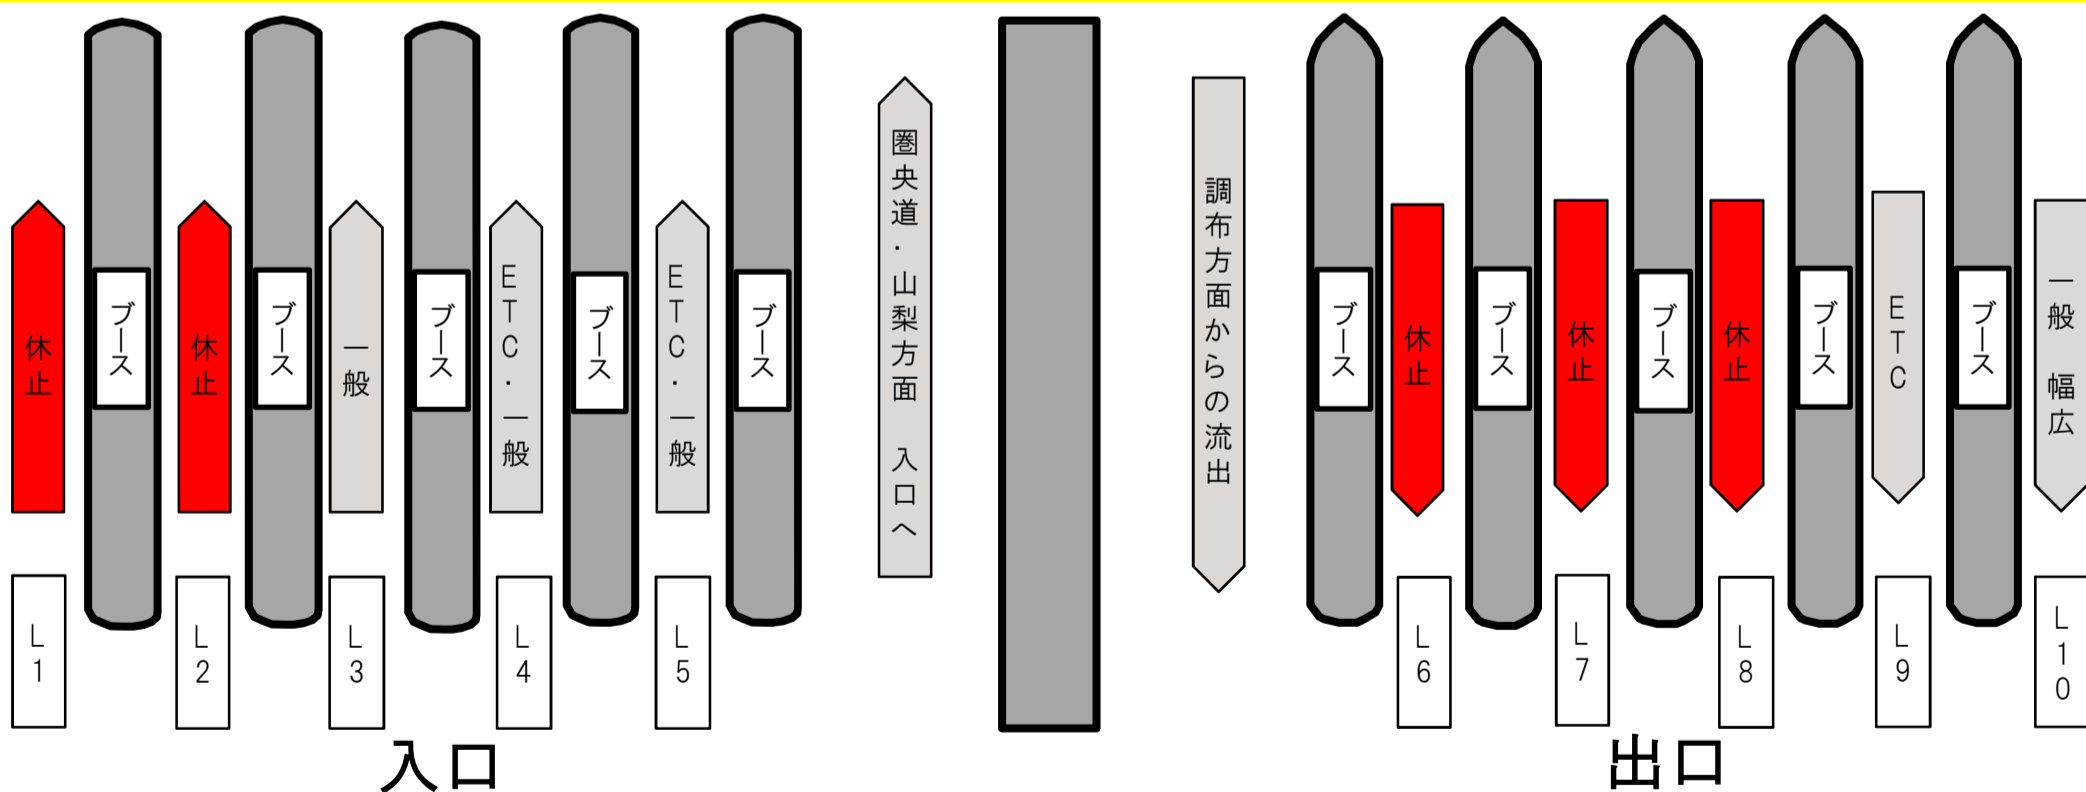 休止
ブース
休止
ブース
一般
ブース
ETC・一般
ブース
ETC・一般
ブース
圏央道・山梨方面 入口へ
調布方面からの流出
ブース
休止
ブース
休止
ブース
休止
ブース
ETC
ブース
一般 幅広
L1
L2
L3
L4
L5
L6
L7
L8
L9
L10
入口
出口